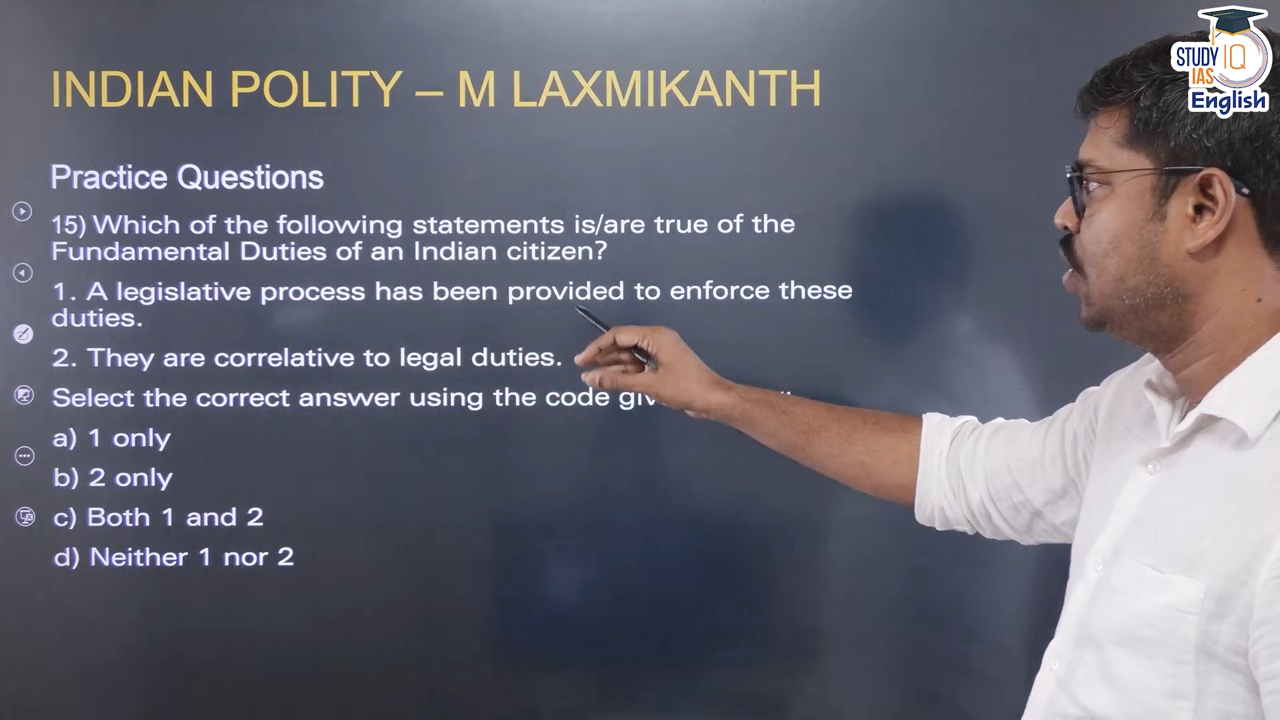 STUDY IQ
IAS
English
INDIAN POLITY – M LAXMIKANTH
Practice Questions
15) Which of the following statements is/are true of the
Fundamental Duties of an Indian citizen?
1. A legislative process has been provided to enforce these
duties.
2. They are correlative to legal duties.
Select the correct answer using the code
a) 1 only
b) 2 only
c) Both 1 and 2
d) Neither 1 nor 2